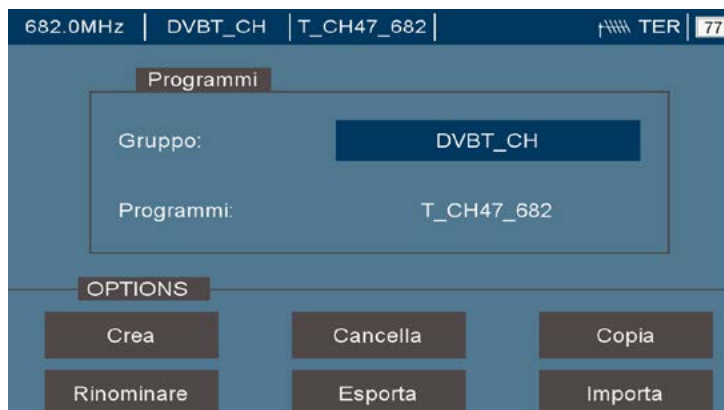 682.0MHz DVBT_CH T_CH47_682 TER 77
Programmi
Gruppo: DVBT_CH
Programmi: T_CH47_682
OPTIONS
Crea Cancella Copia
Rinominare Esporta Importa